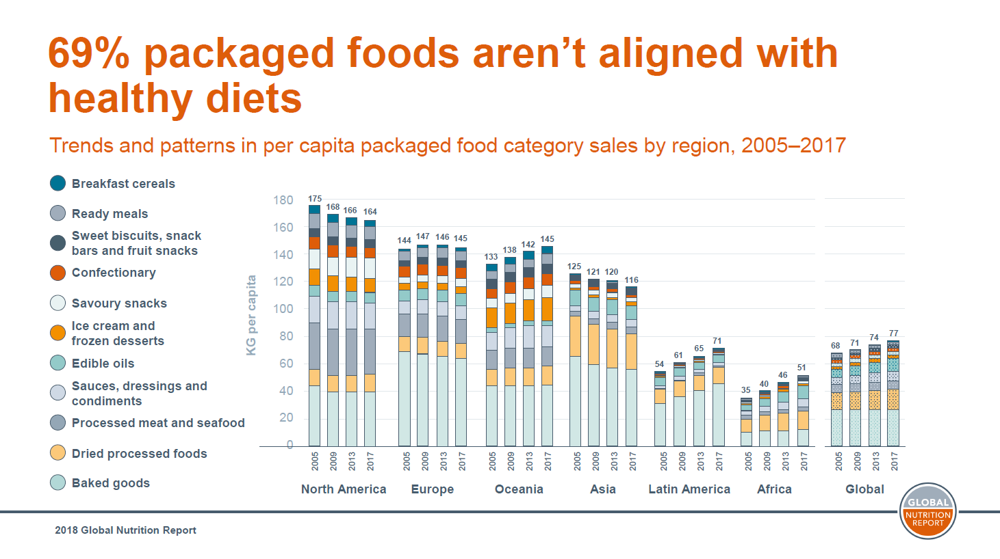 69% packaged foods aren’t aligned with
healthy diets
Trends and patterns in per capita packaged food category sales by region, 2005–2017
Breakfast cereals
Ready meals
Sweet biscuits, snack
bars and fruit snacks
Confectionary
Savoury snacks
Ice cream and
frozen desserts
Edible oils
Sauces, dressings and
condiments
Processed meat and seafood
Dried processed foods
Baked goods
KG per capita
180
160
140
120
100
80
60
40
20
0
175 168 166 164
144 147 146 145
133 138 142 145
125 121 120 116
54 61 65 71
35 40 46 51
68 71 74 77
2005 2009 2013 2017
2005 2009 2013 2017
2005 2009 2013 2017
2005 2009 2013 2017
2005 2009 2013 2017
2005 2009 2013 2017
2005 2009 2013 2017
North America Europe Oceania Asia Latin America Africa Global
GLOBAL
NUTRITION
REPORT
2018 Global Nutrition Report